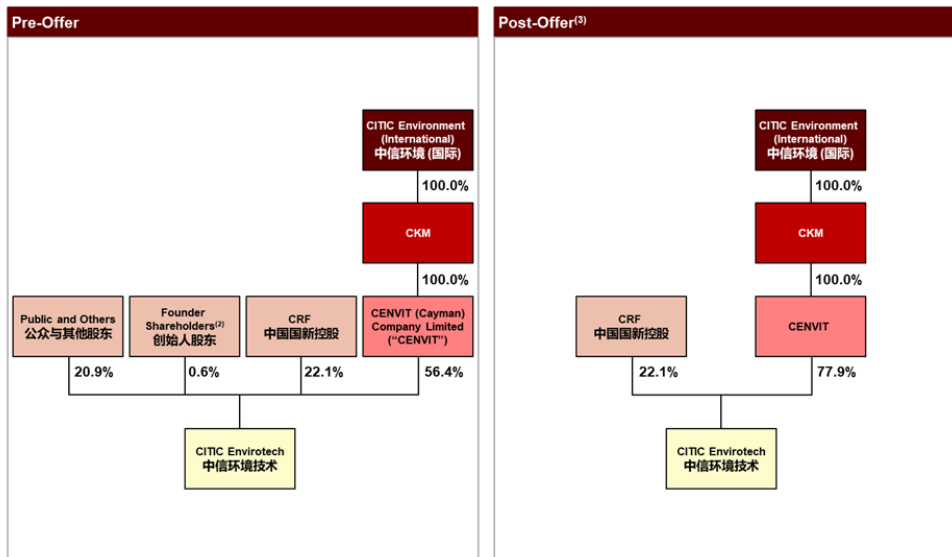 Pre-Offer
CITIC Environment
(International)
中信环境 (国际)
100.0%
CKM
100.0%
Public and Others
公众与其他股东
Founder
Shareholders(2)
创始人股东
CRF
中国国新控股
CENVIT (Cayman)
Company Limited
(“CENVIT”)
20.9%
0.6%
22.1%
56.4%
CITIC Envirotech
中信环境技术
Post-Offer(3)
CITIC Environment
(International)
中信环境 (国际)
100.0%
CKM
100.0%
CRF
中国国新控股
CENVIT
22.1%
77.9%
CITIC Envirotech
中信环境技术